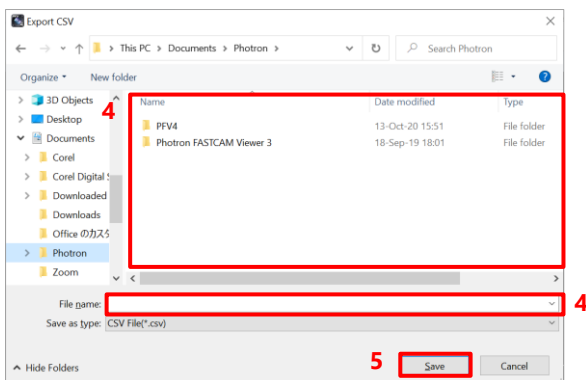 Export CSV
This PC > Documents > Photron >
Search Photron
Organize
New folder
4
Name
Date modified
Type
3D Objects
Desktop
Documents
Corel
Corel Digital
Downloaded
Downloads
Office のカスタ
Photron
Zoom
PFV4
13-Oct-20 15:51
File folder
Photron FASTCAM Viewer 3
18-Sep-19 18:01
File folder
File name:
4
Save as type:
CSV File(*.csv)
Hide Folders
5
Save
Cancel